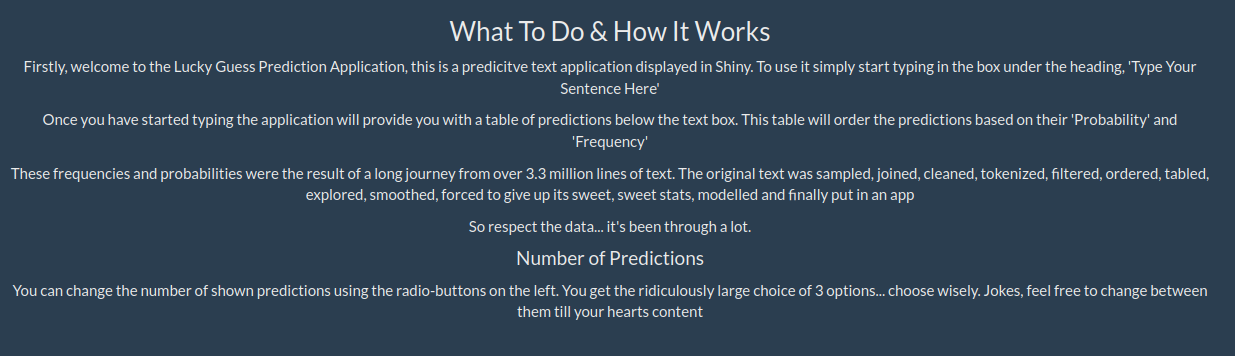 What To Do & How It Works
Firstly, welcome to the Lucky Guess Prediction Application, this is a predicitve text application displayed in Shiny. To use it simply start typing in the box under the heading, 'Type Your
Sentence Here'
Once you have started typing the application will provide you with a table of predictions below the text box. This table will order the predictions based on their 'Probability' and
'Frequency'
These frequencies and probabilities were the result of a long journey from over 3.3 million lines of text. The original text was sampled, joined, cleaned, tokenized, filtered, ordered, tabled,
explored, smoothed, forced to give up its sweet, sweet stats, modelled and finally put in an app
So respect the data... it's been through a lot.
Number of Predictions
You can change the number of shown predictions using the radio-buttons on the left. You get the ridiculously large choice of 3 options... choose wisely. Jokes, feel free to change between
them till your hearts content